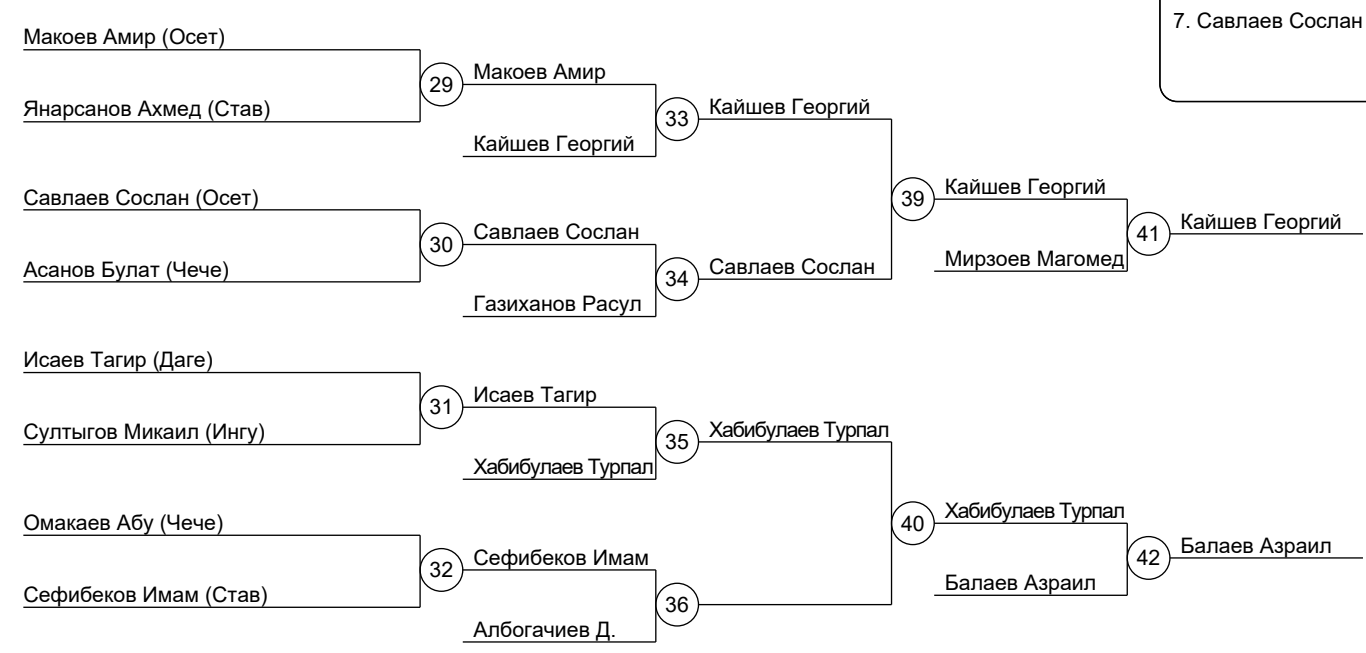 7. Савлаев Сослан
Макоев Амир (Осет)
29
Макоев Амир
Янарсанов Ахмед (Став)
33
Кайшев Георгий
Кайшев Георгий
Савлаев Сослан (Осет)
39
Кайшев Георгий
30
Савлаев Сослан
41
Кайшев Георгий
Асанов Булат (Чече)
34
Савлаев Сослан
Мирзоев Магомед
Газиханов Расул
Исаев Тагир (Даге)
31
Исаев Тагир
Султыгов Микаил (Ингу)
35
Хабибулаев Турпал
Хабибулаев Турпал
Омакаев Абу (Чече)
40
Хабибулаев Турпал
32
Сефибеков Имам
42
Балаев Азраил
Сефибеков Имам (Став)
36
Балаев Азраил
Албогачиев Д.